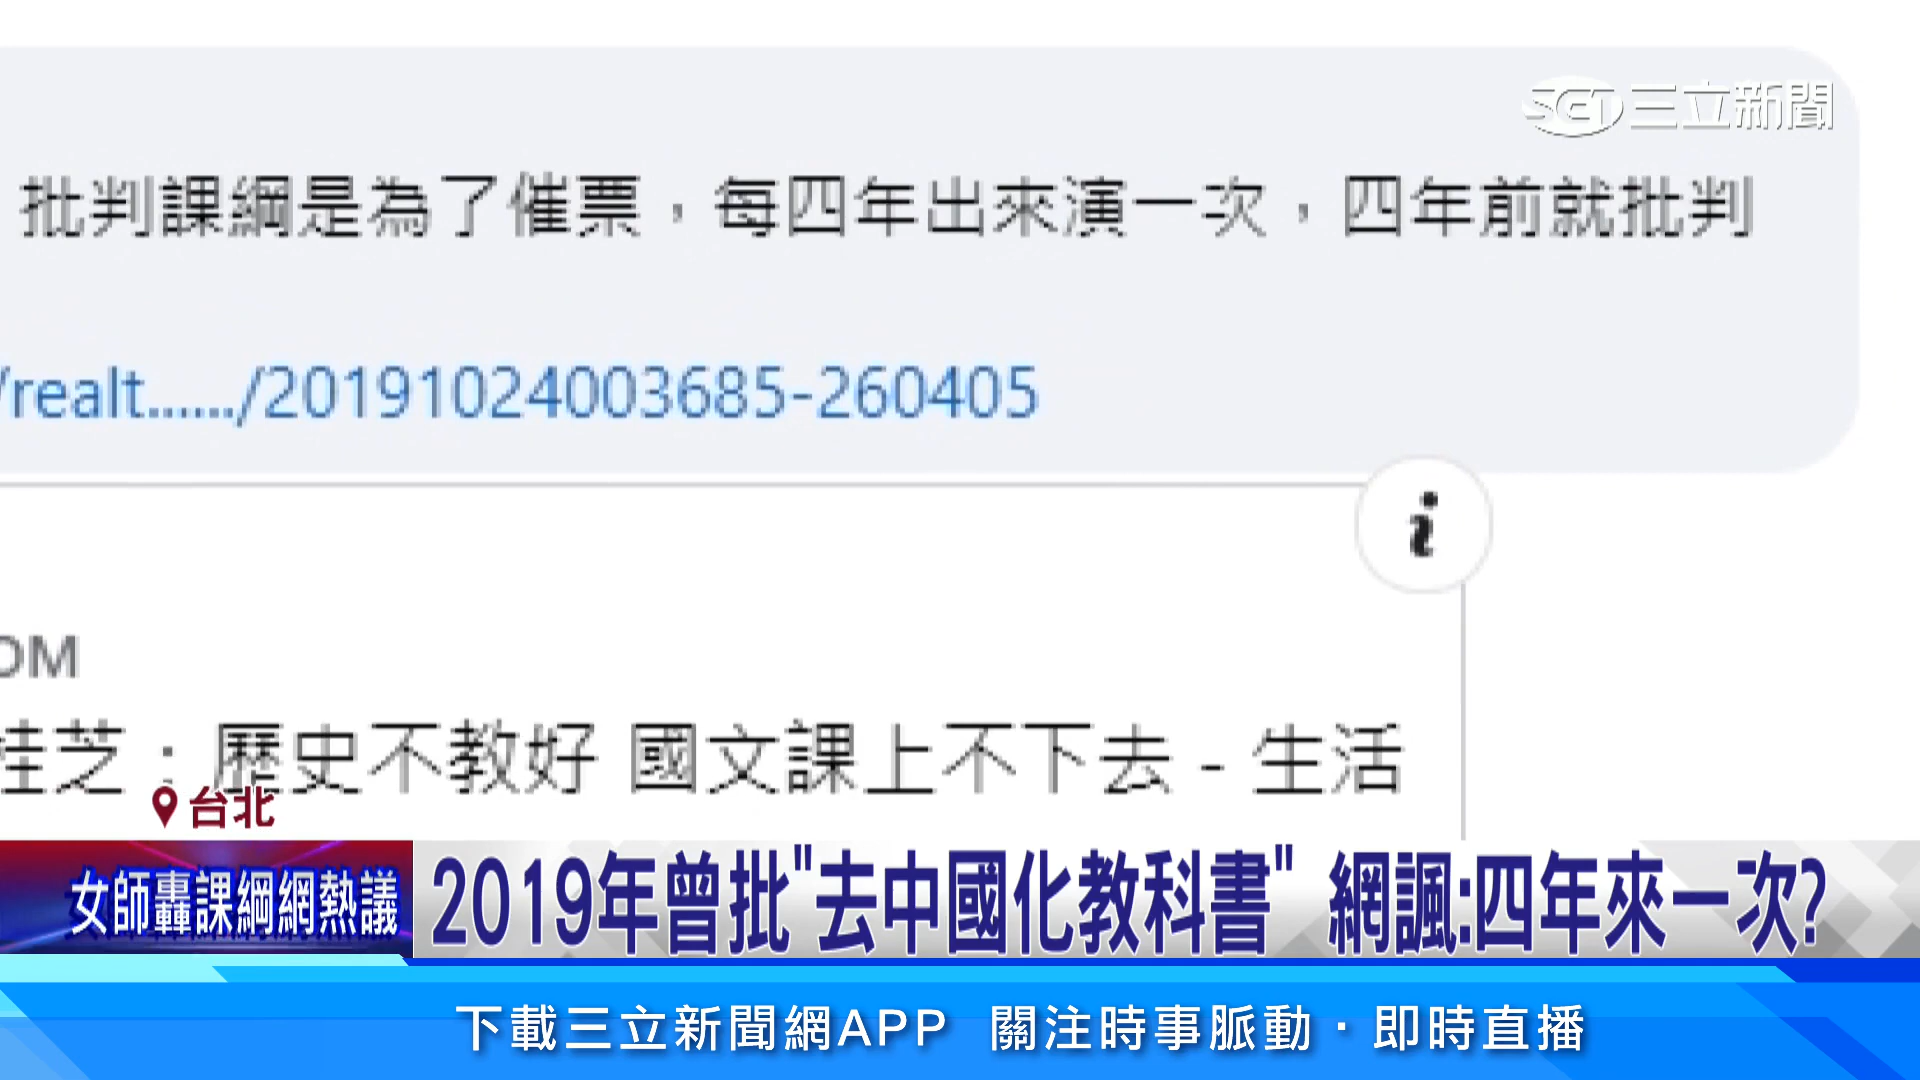 SET三立新聞
批判課綱是為了催票，每四年出來演一次，四年前就批判
/realt....../20191024003685-260405
i
OM
桂芝：歷史不教好 國文課上不下去 - 生活
台北
女師轟課綱網熱議
2019年曾批"去中國化教科書" 網諷:四年來一次?
下載三立新聞網APP 關注時事脈動·即時直播